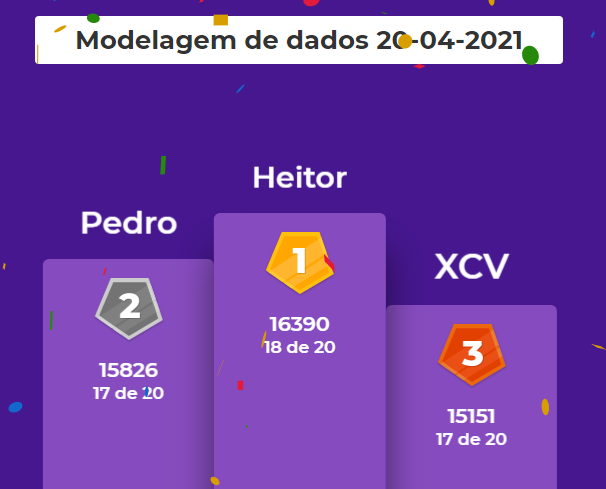 Modelagem de dados 20-04-2021
Heitor
Pedro
XCV
1
2
3
16390
18 de 20
15826
17 de 20
15151
17 de 20